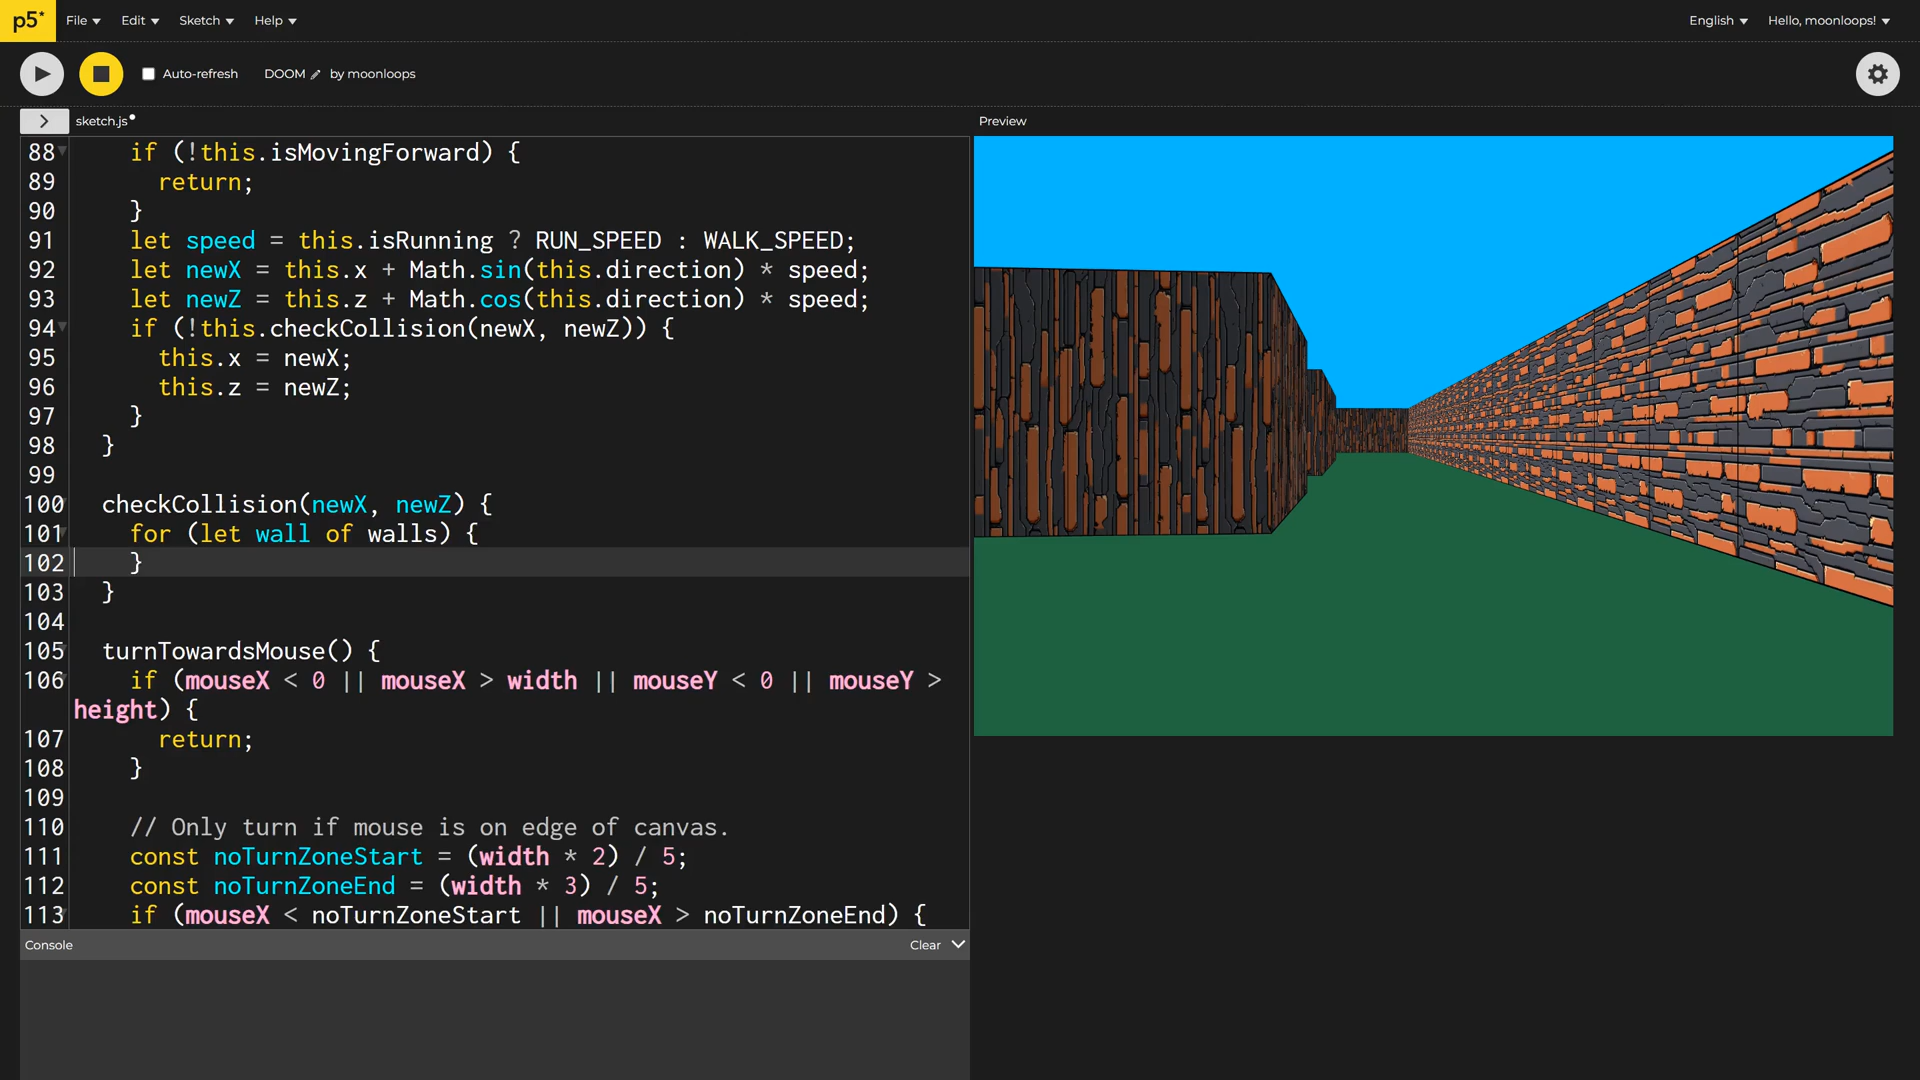 p5* File Edit Sketch Help English Hello, moonloops!
Auto-refresh DOOM by moonloops
> sketch.js
Preview
88 if (!this.isMovingForward) {
89 return;
90 }
91 let speed = this.isRunning ? RUN_SPEED : WALK_SPEED;
92 let newX = this.x + Math.sin(this.direction) * speed;
93 let newZ = this.z + Math.cos(this.direction) * speed;
94 if (!this.checkCollision(newX, newZ)) {
95 this.x = newX;
96 this.z = newZ;
97 }
98 }
99
100 checkCollision(newX, newZ) {
101 for (let wall of walls) {
102 }
103 }
104
105 turnTowardsMouse() {
106 if (mouseX < 0 || mouseX > width || mouseY < 0 || mouseY >
height) {
107 return;
108 }
109
110 // Only turn if mouse is on edge of canvas.
111 const noTurnZoneStart = (width * 2) / 5;
112 const noTurnZoneEnd = (width * 3) / 5;
113 if (mouseX < noTurnZoneStart || mouseX > noTurnZoneEnd) {
Console Clear